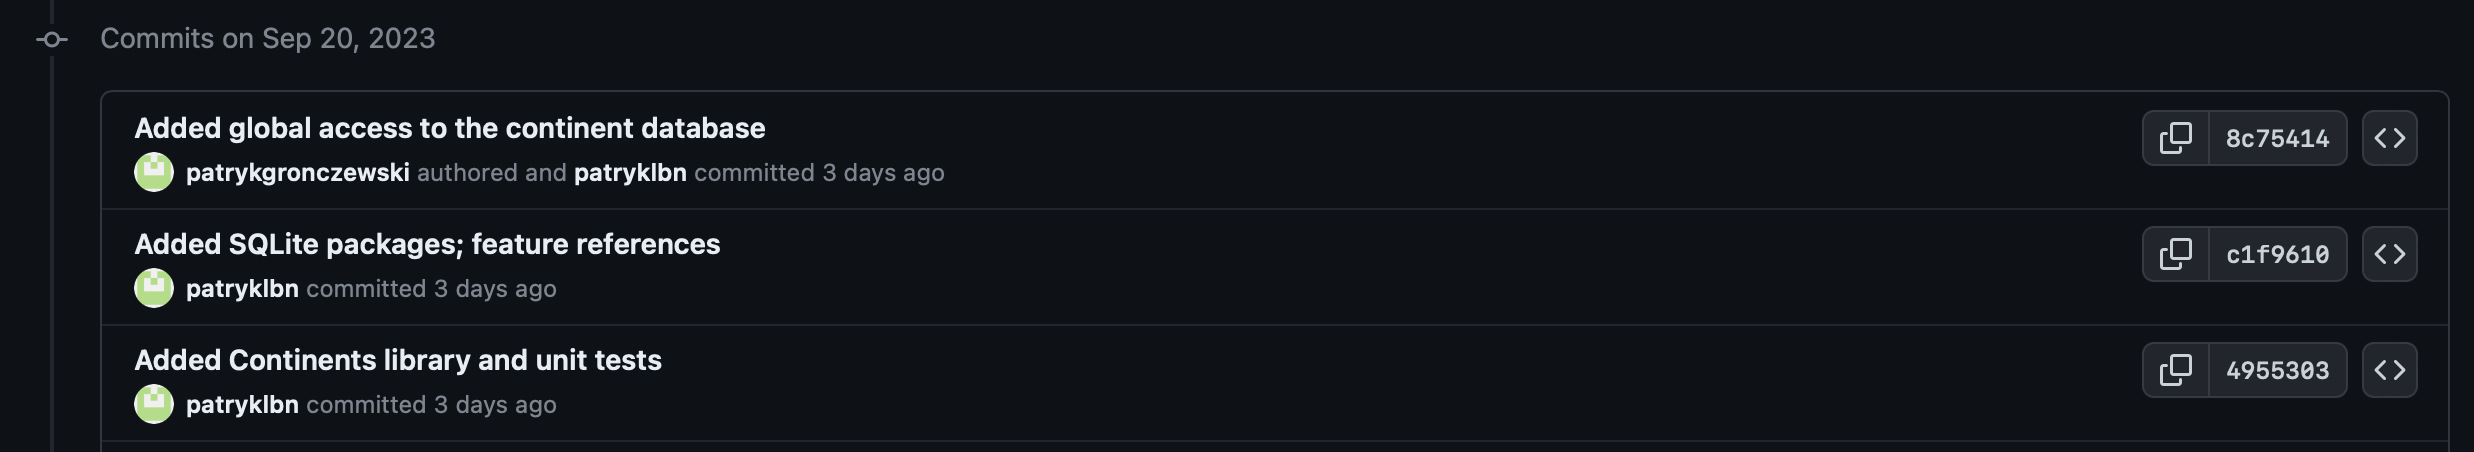 Commits on Sep 20, 2023
Added global access to the continent database
patrykgronczewski authored and patryklbn committed 3 days ago
8c75414
Added SQLite packages; feature references
patryklbn committed 3 days ago
c1f9610
Added Continents library and unit tests
patryklbn committed 3 days ago
4955303